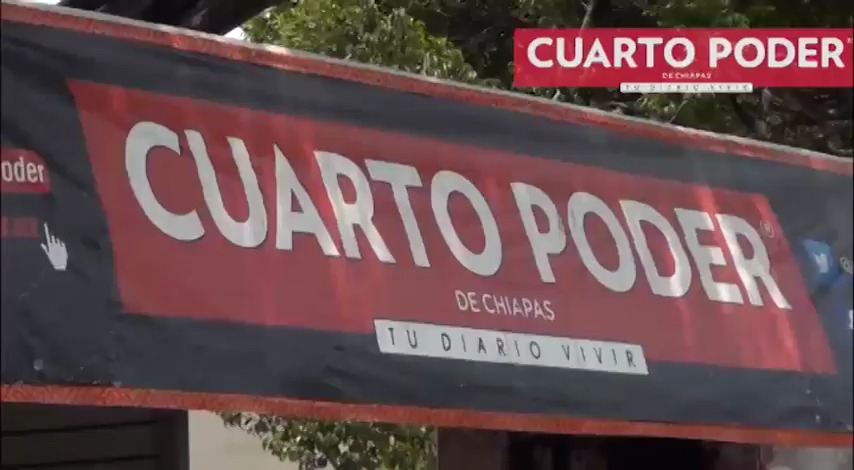 CUARTO PODER
DE CHIAPAS
TU DIARIO VIVIR
oder
CUARTO PODER®
DE CHIAPAS
TU DIARIO VIVIR